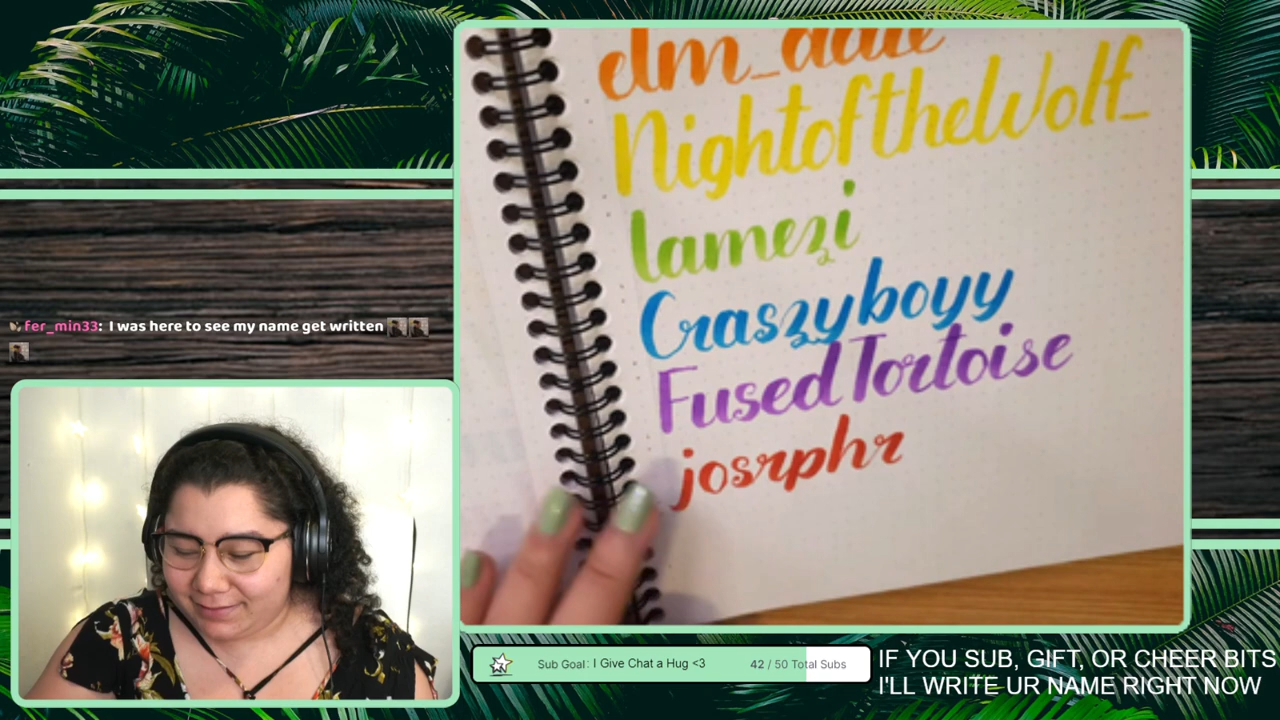 NightoftheWolf_
lamezi
Craszyboyy
FusedTortoise
josrphr
fer_min33: I was here to see my name get written
Sub Goal: I Give Chat a Hug <3 42 / 50 Total Subs
IF YOU SUB, GIFT, OR CHEER BITS
I'LL WRITE UR NAME RIGHT NOW